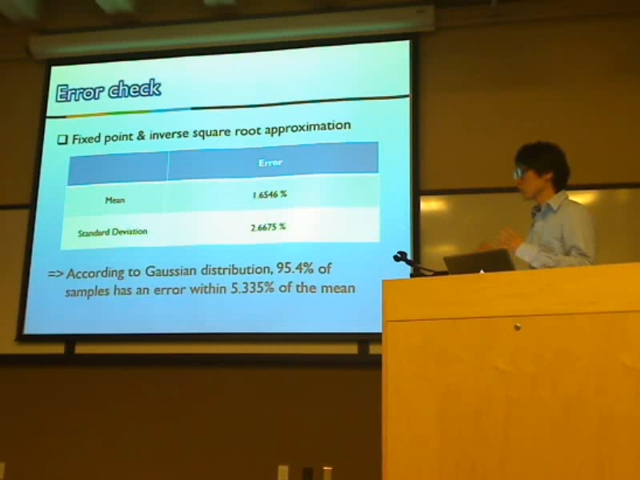 Error check
❑ Fixed point & inverse square root approximation
Error
Mean 1.6546 %
Standard Deviation 2.6675 %
=> According to Gaussian distribution, 95.4% of
samples has an error within 5.335% of the mean